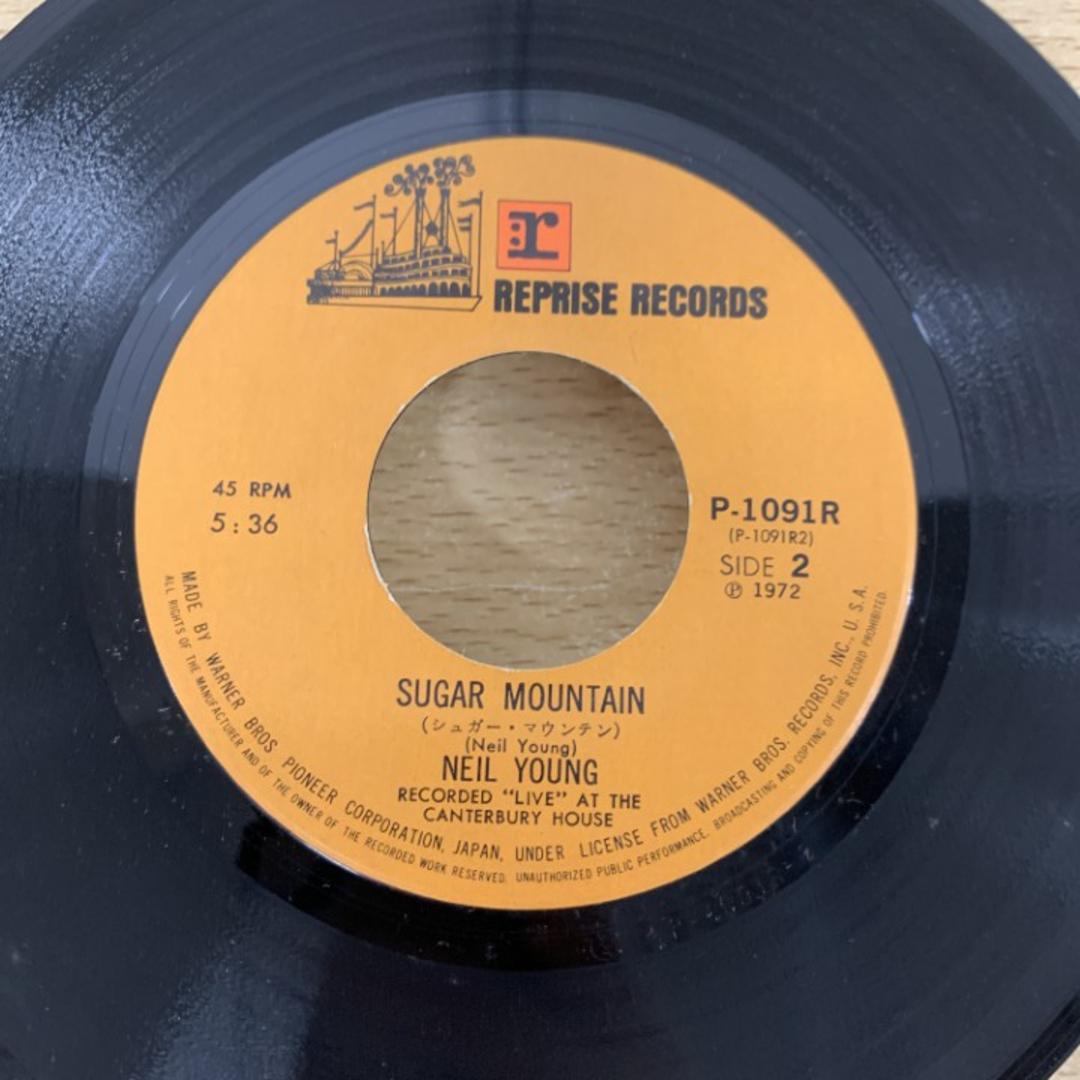 r
REPRISE RECORDS
45 RPM
5:36
P-1091R
(P-1091R2)
SIDE 2
℗ 1972
SUGAR MOUNTAIN
(シュガー・マウンテン)
(Neil Young)
NEIL YOUNG
RECORDED "LIVE" AT THE
CANTERBURY HOUSE
MADE BY WARNER BROS PIONEER CORPORATION, JAPAN, UNDER LICENSE FROM WARNER BROS. RECORDS, INC., U.S.A.
ALL RIGHTS OF THE MANUFACTURER AND OF THE OWNER OF THE RECORDED WORK RESERVED. UNAUTHORIZED PUBLIC PERFORMANCE, BROADCASTING AND COPYING OF THIS RECORD PROHIBITED.